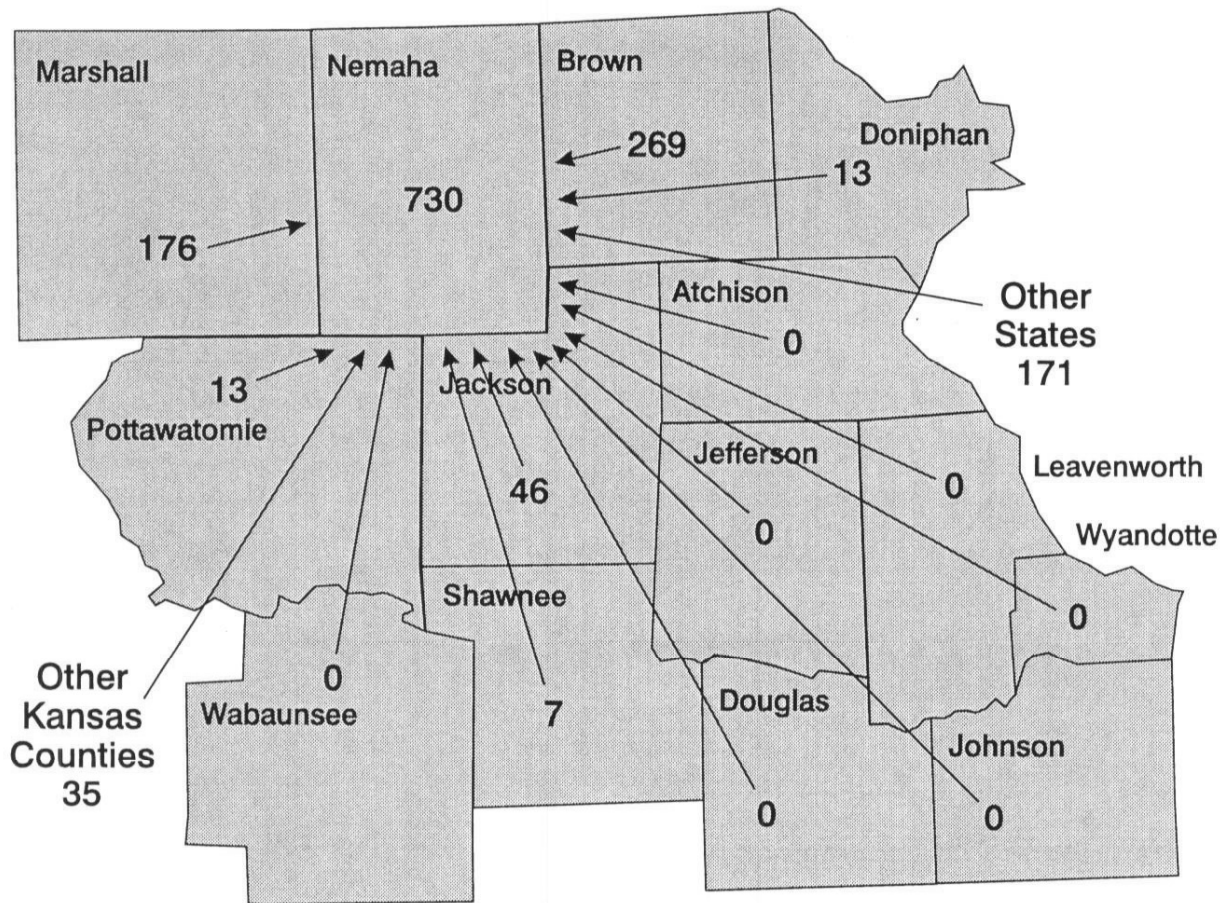 Marshall
Nemaha
Brown
Doniphan
269
13
730
176
Atchison
0
Other
States
171
13
Pottawatomie
Jackson
46
Jefferson
0
0
Leavenworth
Wyandotte
0
Shawnee
7
Other
Kansas
Counties
35
0
Wabaunsee
Douglas
0
Johnson
0